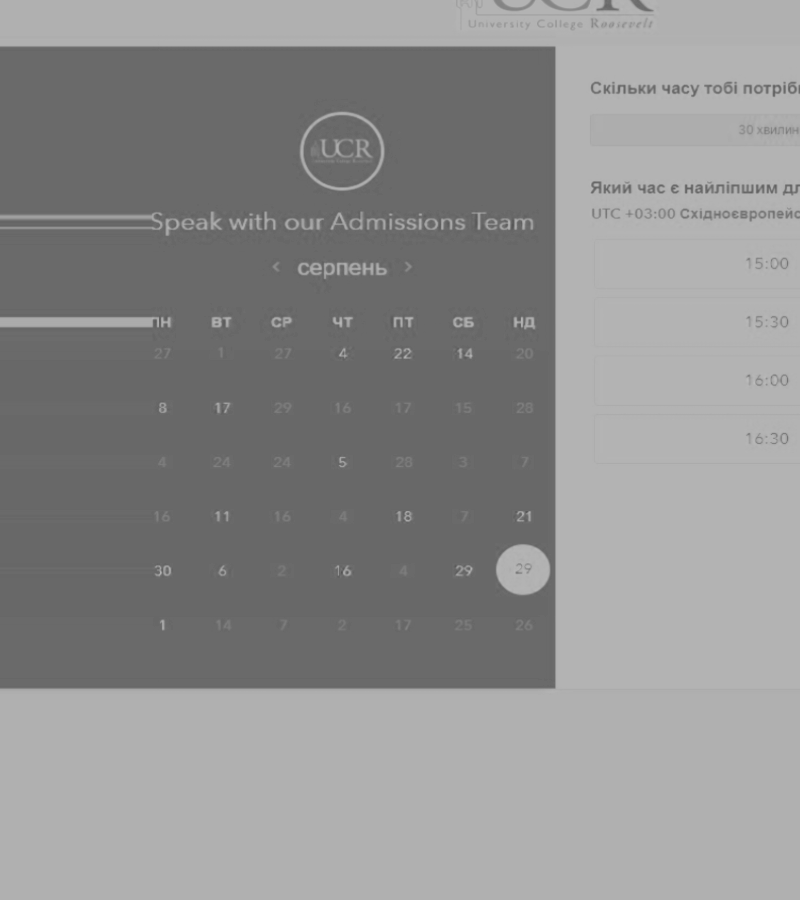 UCR
University College Roosevelt
UCR
Speak with our Admissions Team
< серпень >
ПН ВТ СР ЧТ ПТ СБ НД
27 1 27 4 22 14 20
8 17 29 16 17 15 28
4 24 24 5 28 3 7
16 11 16 4 18 7 21
30 6 2 16 4 29 29
1 14 7 2 17 25 26
Скільки часу тобі потріб
30 хвилин
Який час є найліпшим дл
UTC +03:00 Східноєвропейс
15:00
15:30
16:00
16:30